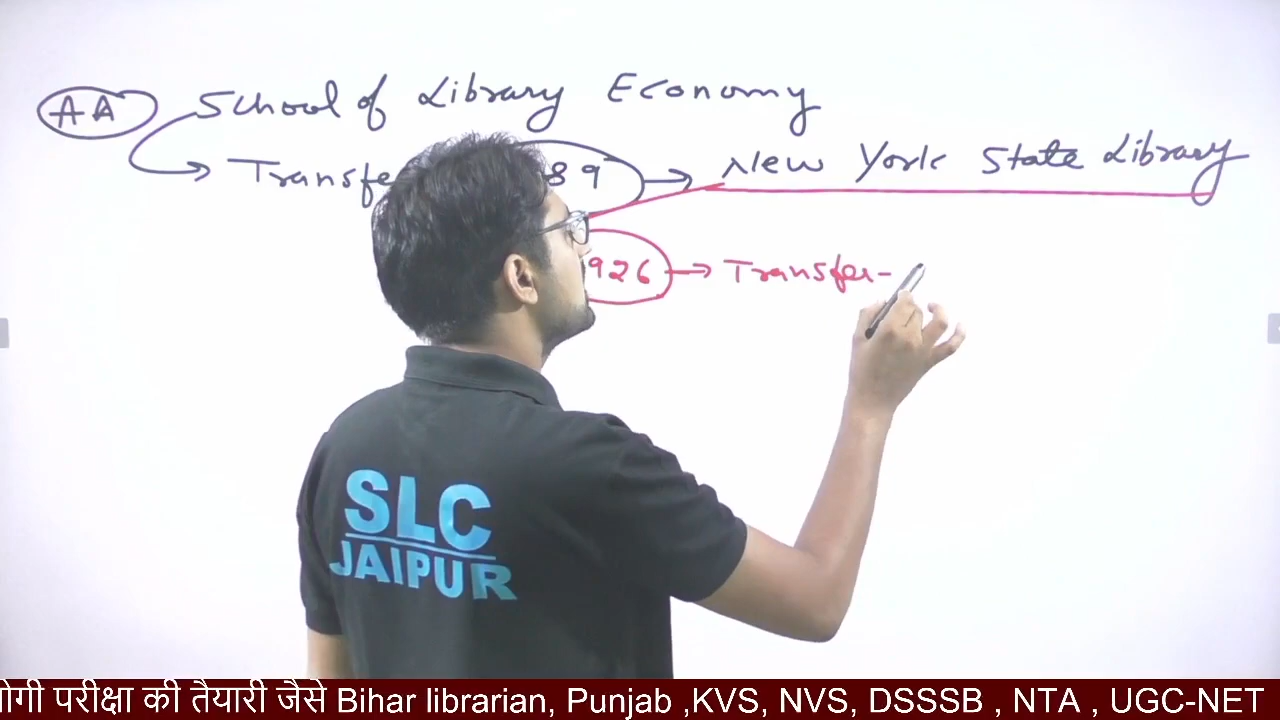 AA School of Library Economy
Transfe 89 → New York State Library
926 → Transfer-
SLC
JAIPUR
योगी परीक्षा की तैयारी जैसे Bihar librarian, Punjab ,KVS, NVS, DSSSB , NTA , UGC-NET